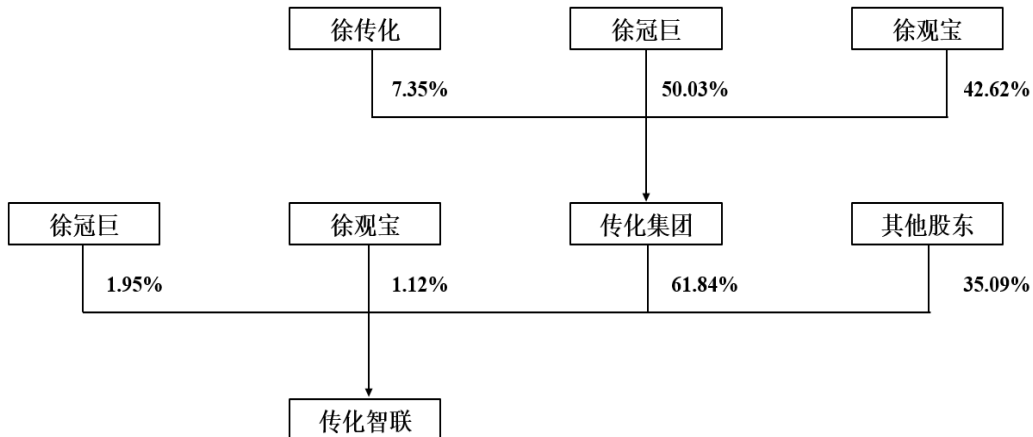 徐传化 徐冠巨 徐观宝
7.35% 50.03% 42.62%
徐冠巨 徐观宝 传化集团 其他股东
1.95% 1.12% 61.84% 35.09%
传化智联